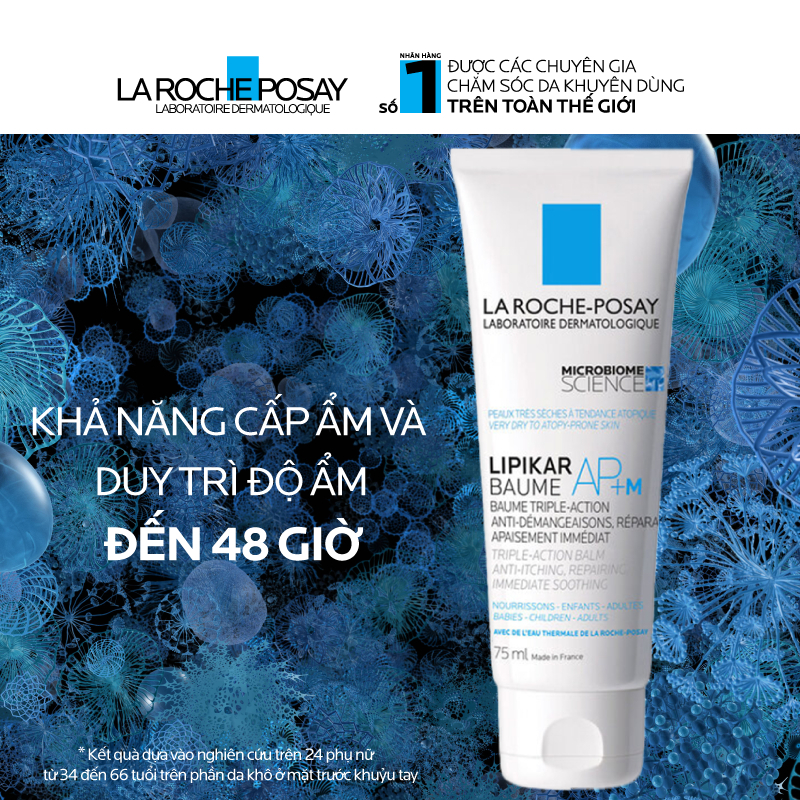 LA ROCHE POSAY
LABORATOIRE DERMATOLOGIQUE
NHÃN HÀNG
SỐ 1
ĐƯỢC CÁC CHUYÊN GIA
CHĂM SÓC DA KHUYÊN DÙNG
TRÊN TOÀN THẾ GIỚI
KHẢ NĂNG CẤP ẨM VÀ
DUY TRÌ ĐỘ ẨM
ĐẾN 48 GIỜ
* Kết quả dựa vào nghiên cứu trên 24 phụ nữ
từ 34 đến 66 tuổi trên phần da khô ở mặt trước khuỷu tay
LA ROCHE-POSAY
LABORATOIRE DERMATOLOGIQUE
MICROBIOME
SCIENCE
PEAUX TRÈS SÈCHES À TENDANCE ATOPIQUE
VERY DRY TO ATOPY-PRONE SKIN
LIPIKAR
BAUME AP+M
BAUME TRIPLE-ACTION
ANTI-DÉMANGEAISONS, RÉPARA
APAISEMENT IMMÉDIAT
TRIPLE-ACTION BALM
ANTI-ITCHING, REPAIRING
IMMEDIATE SOOTHING
NOURRISSONS - ENFANTS - ADULTES
BABIES - CHILDREN - ADULTS
AVEC DE L'EAU THERMALE DE LA ROCHE-POSAY
75 ml Made in France